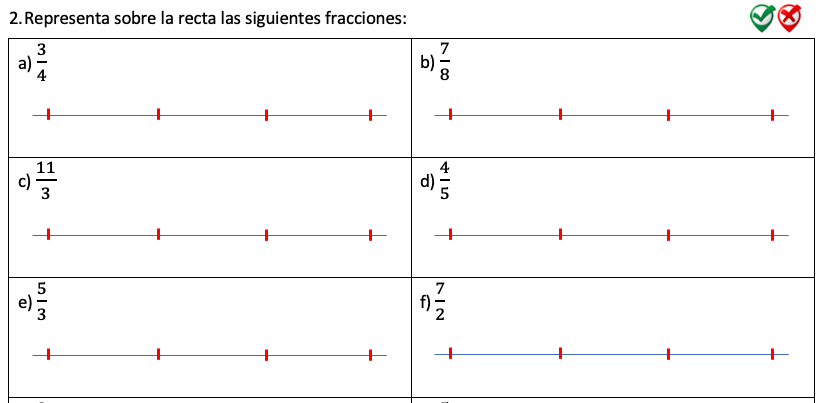 2.Representa sobre la recta las siguientes fracciones:
a) 3/4
b) 7/8
c) 11/3
d) 4/5
e) 5/3
f) 7/2